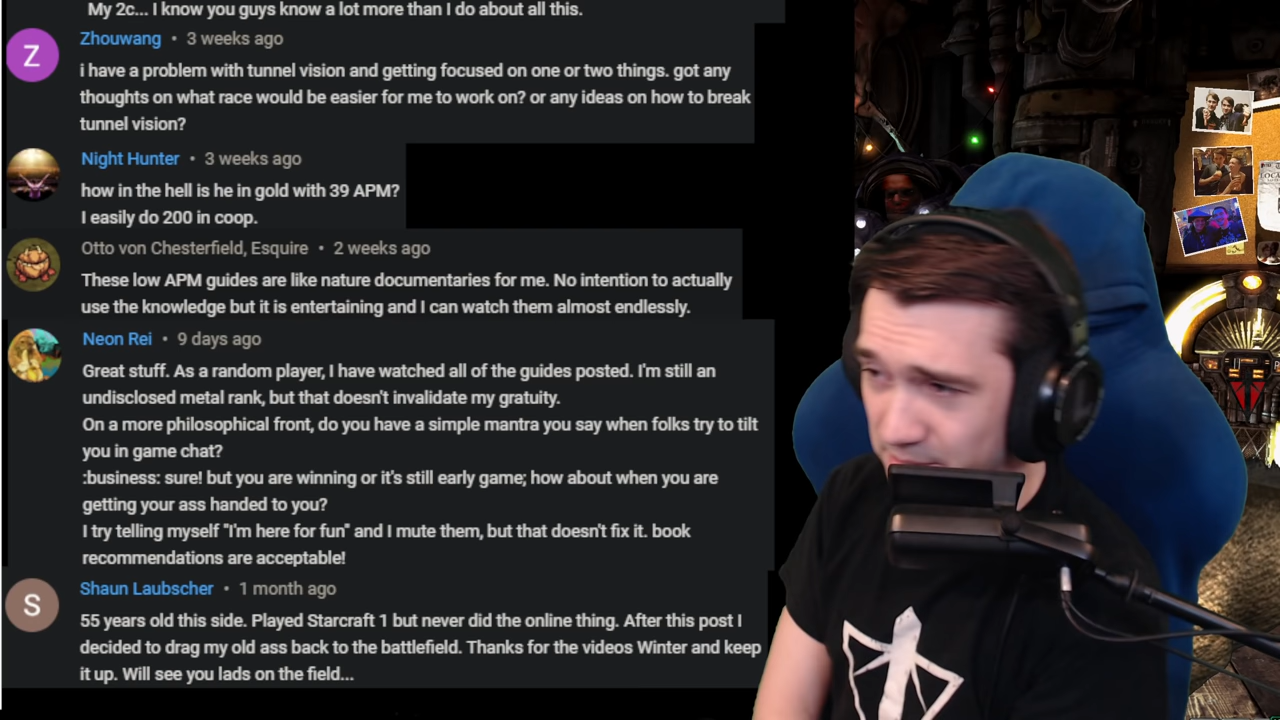 My 2c... I know you guys know a lot more than I do about all this.
Z
Zhouwang • 3 weeks ago
i have a problem with tunnel vision and getting focused on one or two things. got any
thoughts on what race would be easier for me to work on? or any ideas on how to break
tunnel vision?
Night Hunter • 3 weeks ago
how in the hell is he in gold with 39 APM?
I easily do 200 in coop.
Otto von Chesterfield, Esquire • 2 weeks ago
These low APM guides are like nature documentaries for me. No intention to actually
use the knowledge but it is entertaining and I can watch them almost endlessly.
Neon Rei • 9 days ago
Great stuff. As a random player, I have watched all of the guides posted. I'm still an
undisclosed metal rank, but that doesn't invalidate my gratuity.
On a more philosophical front, do you have a simple mantra you say when folks try to tilt
you in game chat?
:business: sure! but you are winning or it's still early game; how about when you are
getting your ass handed to you?
I try telling myself "I'm here for fun" and I mute them, but that doesn't fix it. book
recommendations are acceptable!
S
Shaun Laubscher • 1 month ago
55 years old this side. Played Starcraft 1 but never did the online thing. After this post I
decided to drag my old ass back to the battlefield. Thanks for the videos Winter and keep
it up. Will see you lads on the field...